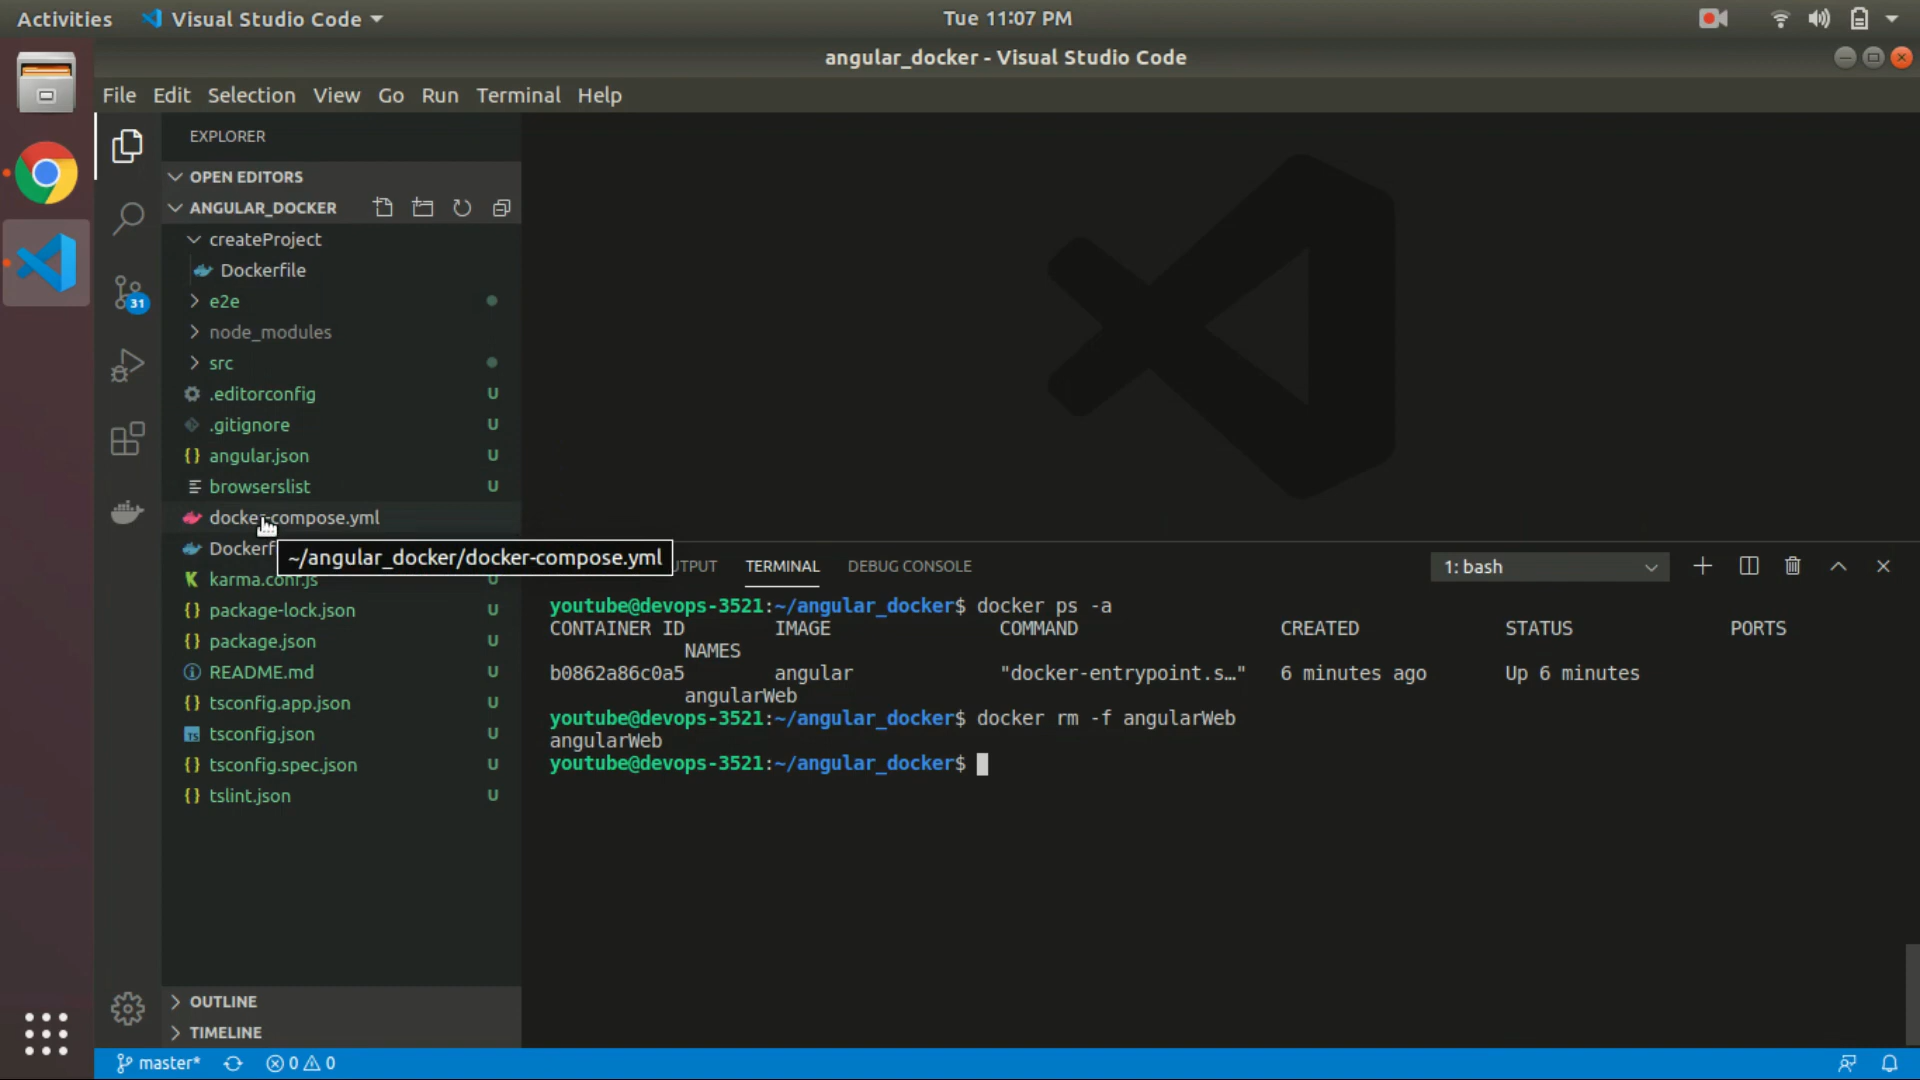 Activities
Visual Studio Code
Tue 11:07 PM
angular_docker - Visual Studio Code
File Edit Selection View Go Run Terminal Help
EXPLORER
OPEN EDITORS
ANGULAR_DOCKER
createProject
Dockerfile
e2e
node_modules
src
.editorconfig U
.gitignore U
{} angular.json U
browserslist U
docker-compose.yml
Dockerf
~/angular_docker/docker-compose.yml
karma.conf.js U
{} package-lock.json U
{} package.json U
README.md U
{} tsconfig.app.json U
TS tsconfig.json U
{} tsconfig.spec.json U
{} tslint.json U
OUTLINE
TIMELINE
31
UTPUT TERMINAL DEBUG CONSOLE
1: bash
youtube@devops-3521:~/angular_docker$ docker ps -a
CONTAINER ID IMAGE COMMAND CREATED STATUS PORTS
NAMES
b0862a86c0a5 angular "docker-entrypoint.s…" 6 minutes ago Up 6 minutes
angularWeb
youtube@devops-3521:~/angular_docker$ docker rm -f angularWeb
angularWeb
youtube@devops-3521:~/angular_docker$
master* 0 0